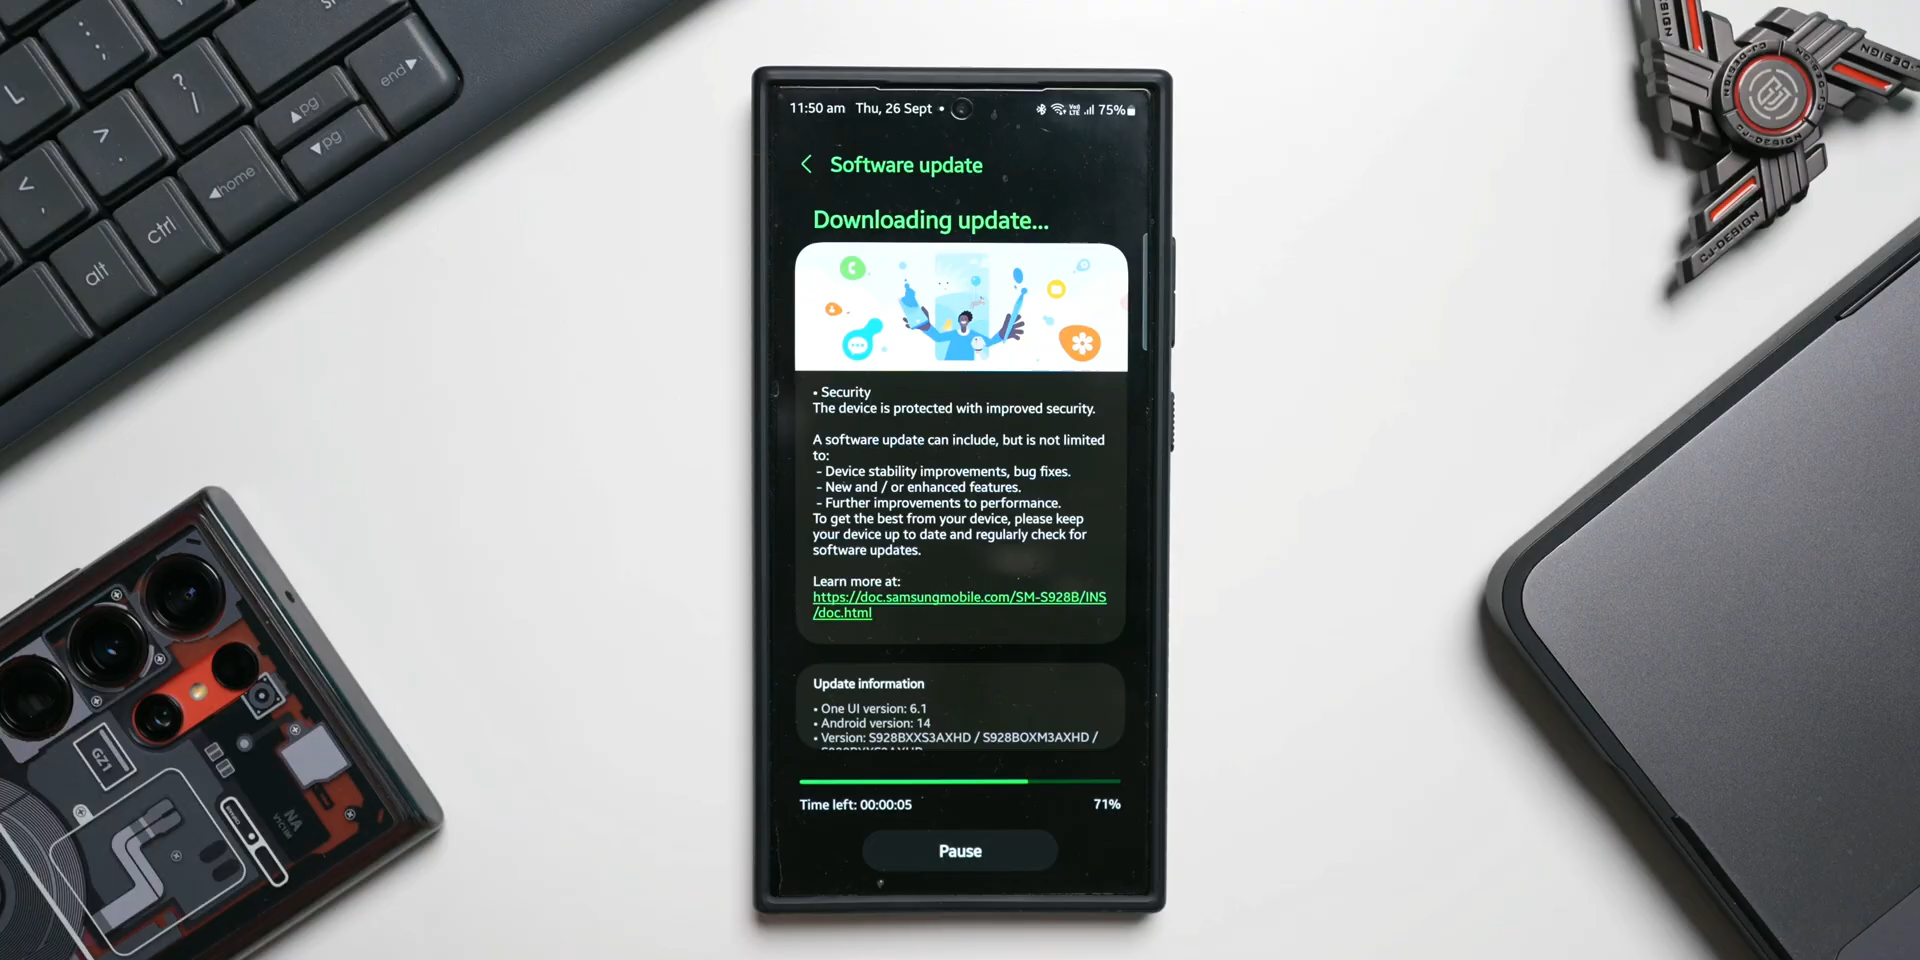 11:50 am Thu, 26 Sept
75%
Software update
Downloading update...
• Security
The device is protected with improved security.
A software update can include, but is not limited
to:
- Device stability improvements, bug fixes.
- New and / or enhanced features.
- Further improvements to performance.
To get the best from your device, please keep
your device up to date and regularly check for
software updates.
Learn more at:
https://doc.samsungmobile.com/SM-S928B/INS
/doc.html
Update information
• One UI version: 6.1
• Android version: 14
• Version: S928BXXS3AXHD / S928BOXM3AXHD /
Time left: 00:00:05
71%
Pause
end
pg
pg
home
ctrl
alt
L
?
/
>
.
<
,
GZ1
NA
CJ-DESIGN